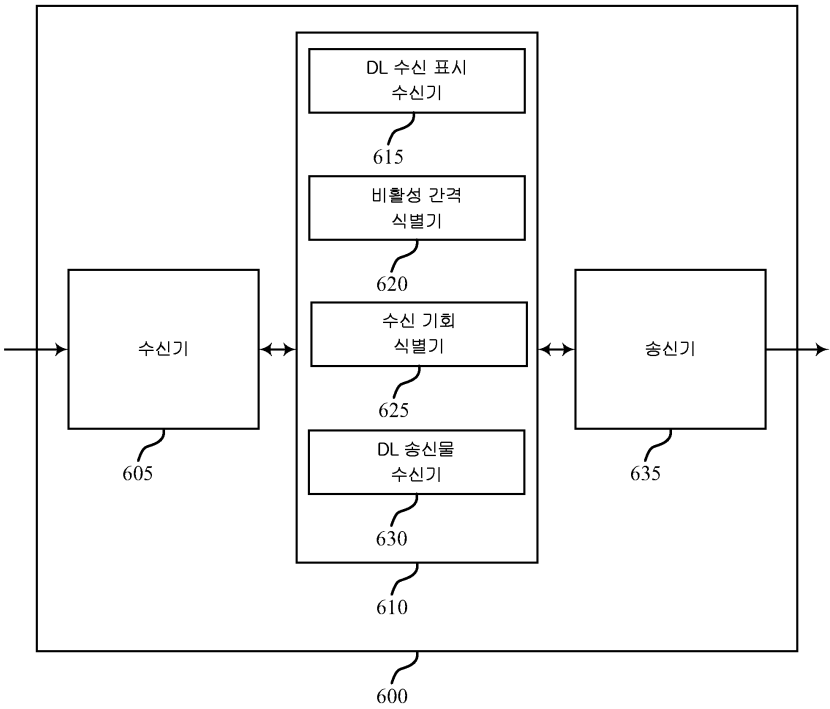 DL 수신 표시
수신기
615
비활성 간격
식별기
620
수신기
605
수신 기회
식별기
625
송신기
635
DL 송신물
수신기
630
610
600